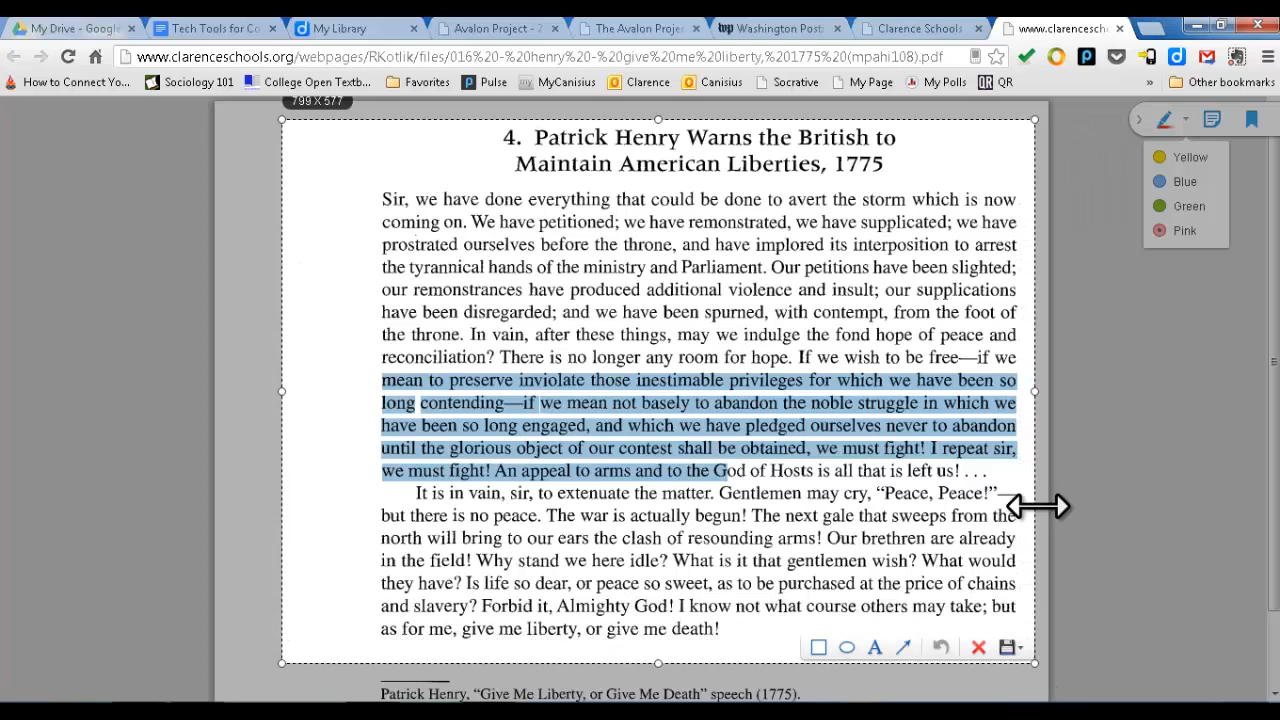 My Drive - Google
Tech Tools for Co
My Library
Avalon Project -
The Avalon Proje
Washington Post
Clarence Schools
www.clarencesch
www.clarenceschools.org/webpages/RKotlik/files/016%20-%20henry%20-%20give%20me%20liberty,%201775%20(mpahi108).pdf
How to Connect Yo...
Sociology 101
College Open Textb...
Favorites
Pulse
MyCanisius
Clarence
Canisius
Socrative
My Page
My Polls
QR
»
Other bookmarks
799 X 577
Yellow
Blue
Green
Pink
4. Patrick Henry Warns the British to
Maintain American Liberties, 1775
Sir, we have done everything that could be done to avert the storm which is now
coming on. We have petitioned; we have remonstrated, we have supplicated; we have
prostrated ourselves before the throne, and have implored its interposition to arrest
the tyrannical hands of the ministry and Parliament. Our petitions have been slighted;
our remonstrances have produced additional violence and insult; our supplications
have been disregarded; and we have been spurned, with contempt, from the foot of
the throne. In vain, after these things, may we indulge the fond hope of peace and
reconciliation? There is no longer any room for hope. If we wish to be free—if we
mean to preserve inviolate those inestimable privileges for which we have been so
long contending—if we mean not basely to abandon the noble struggle in which we
have been so long engaged, and which we have pledged ourselves never to abandon
until the glorious object of our contest shall be obtained, we must fight! I repeat sir,
we must fight! An appeal to arms and to the God of Hosts is all that is left us! . . .
It is in vain, sir, to extenuate the matter. Gentlemen may cry, “Peace, Peace!”—
but there is no peace. The war is actually begun! The next gale that sweeps from the
north will bring to our ears the clash of resounding arms! Our brethren are already
in the field! Why stand we here idle? What is it that gentlemen wish? What would
they have? Is life so dear, or peace so sweet, as to be purchased at the price of chains
and slavery? Forbid it, Almighty God! I know not what course others may take; but
as for me, give me liberty, or give me death!
A
Patrick Henry, “Give Me Liberty, or Give Me Death” speech (1775).